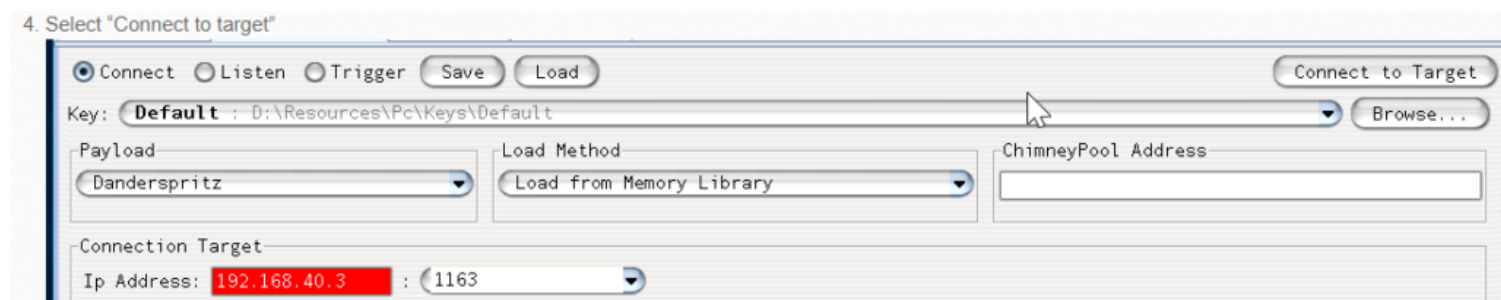 4. Select “Connect to target”
Connect Listen Trigger Save Load Connect to Target
Key: Default : D:\Resources\Pc\Keys\Default Browse...
Payload Load Method ChimneyPool Address
Danderspritz Load from Memory Library
Connection Target
Ip Address: 192.168.40.3 : 1163